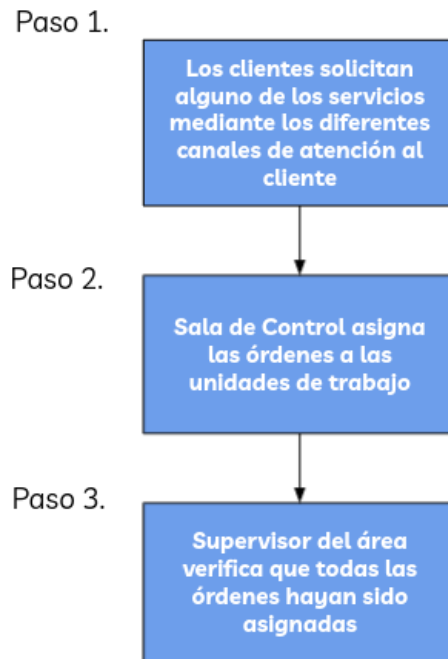 Paso 1.
Los clientes solicitan
alguno de los servicios
mediante los diferentes
canales de atención al
cliente
Paso 2.
Sala de Control asigna
las órdenes a las
unidades de trabajo
Paso 3.
Supervisor del área
verifica que todas las
órdenes hayan sido
asignadas